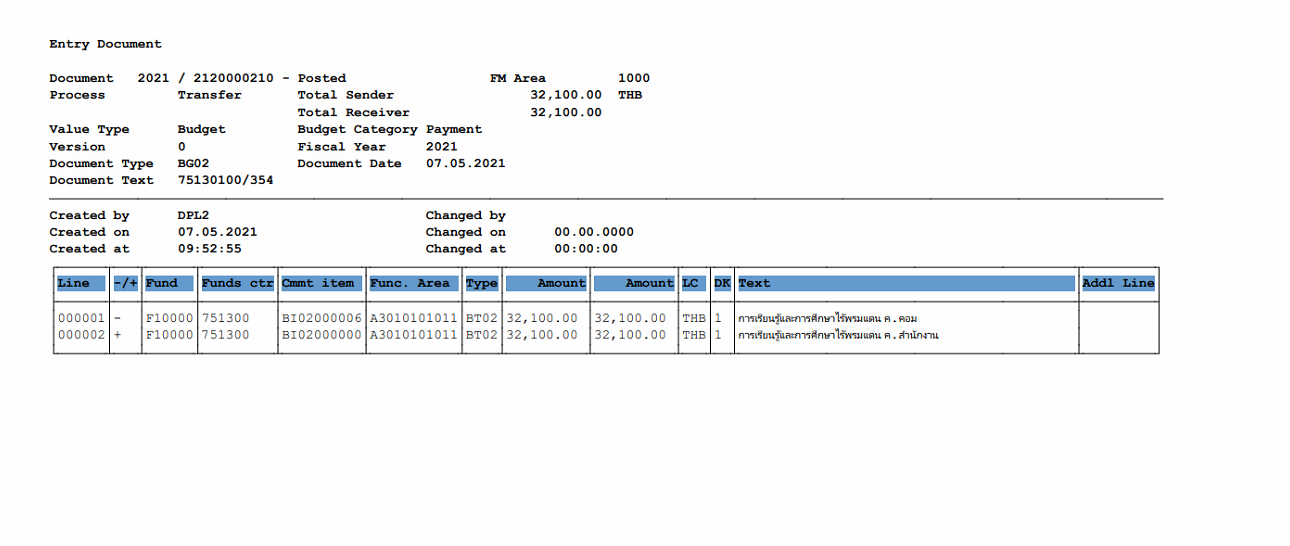 Entry Document
Document 2021 / 2120000210 - Posted FM Area 1000
Process Transfer Total Sender 32,100.00 THB
Total Receiver 32,100.00
Value Type Budget Budget Category Payment
Version 0 Fiscal Year 2021
Document Type BG02 Document Date 07.05.2021
Document Text 75130100/354
Created by DPL2 Changed by
Created on 07.05.2021 Changed on 00.00.0000
Created at 09:52:55 Changed at 00:00:00
Line -/+ Fund Funds ctr Cmmt item Func. Area Type Amount Amount LC DK Text Addl Line
000001 - F10000 751300 BI02000006 A3010101011 BT02 32,100.00 32,100.00 THB 1 การเรียนรู้และการศึกษาไร้พรมแดน ค.คอม
000002 + F10000 751300 BI02000000 A3010101011 BT02 32,100.00 32,100.00 THB 1 การเรียนรู้และการศึกษาไร้พรมแดน ค.สำนักงาน